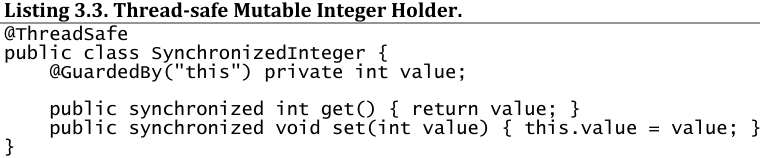 Listing 3.3. Thread-safe Mutable Integer Holder.
@ThreadSafe
public class SynchronizedInteger {
    @GuardedBy("this") private int value;

    public synchronized int get() { return value; }
    public synchronized void set(int value) { this.value = value; }
}